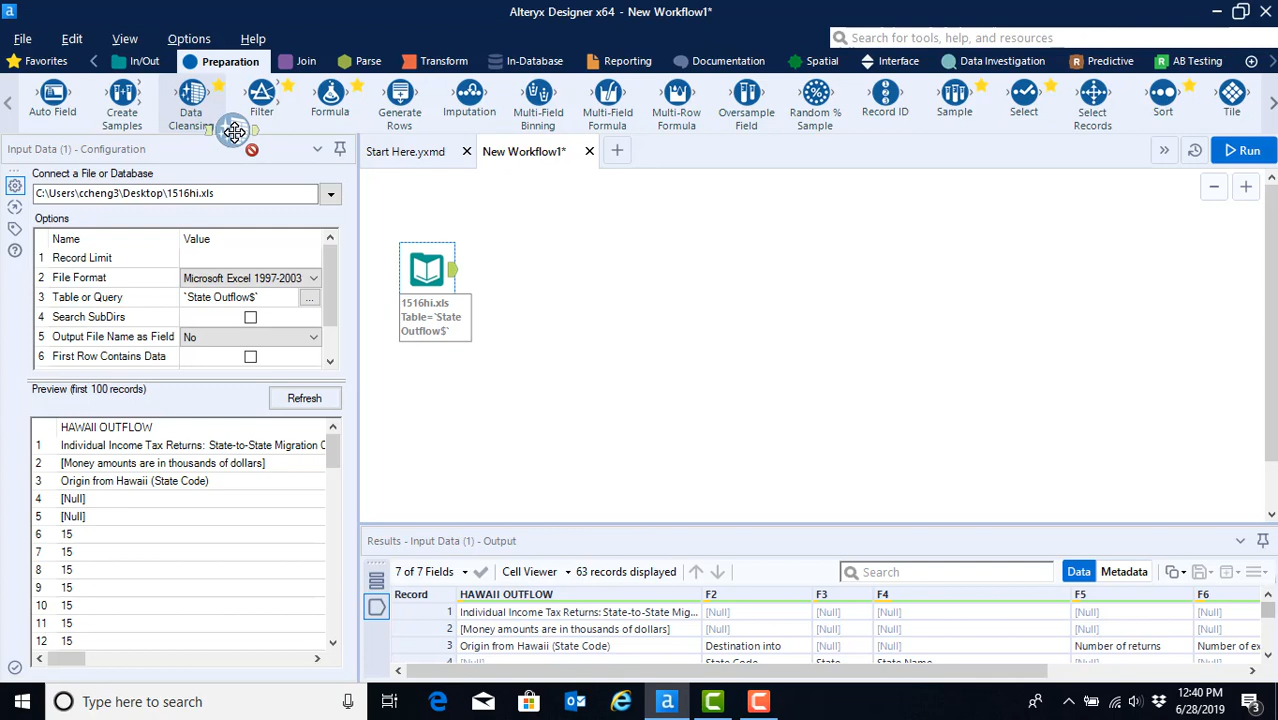 Alteryx Designer x64 - New Workflow1*
File Edit View Options Help
Search for tools, help, and resources
Favorites In/Out Preparation Join Parse Transform In-Database Reporting Documentation Spatial Interface Data Investigation Predictive AB Testing
Auto Field Create Samples Data Cleansing Filter Formula Generate Rows Imputation Multi-Field Binning Multi-Field Formula Multi-Row Formula Oversample Field Random % Sample Record ID Sample Select Select Records Sort Tile
Input Data (1) - Configuration
Start Here.yxmd New Workflow1* Run
Connect a File or Database
C:\Users\ccheng3\Desktop\1516hi.xls
Options
Name Value
1 Record Limit
2 File Format Microsoft Excel 1997-2003
3 Table or Query `State Outflow$` ...
4 Search SubDirs
5 Output File Name as Field No
6 First Row Contains Data
Preview (first 100 records)
Refresh
HAWAII OUTFLOW
1 Individual Income Tax Returns: State-to-State Migration
2 [Money amounts are in thousands of dollars]
3 Origin from Hawaii (State Code)
4 [Null]
5 [Null]
6 15
7 15
8 15
9 15
10 15
11 15
12 15
1516hi.xls
Table=`State
Outflow$`
Results - Input Data (1) - Output
7 of 7 Fields Cell Viewer 63 records displayed Search Data Metadata
Record HAWAII OUTFLOW F2 F3 F4 F5 F6
1 Individual Income Tax Returns: State-to-State Mig... [Null] [Null] [Null] [Null] [Null]
2 [Money amounts are in thousands of dollars] [Null] [Null] [Null] [Null] [Null]
3 Origin from Hawaii (State Code) Destination into [Null] [Null] Number of returns Number of ex
4 [Null] State Code State State Name
Type here to search
12:40 PM
6/28/2019
3